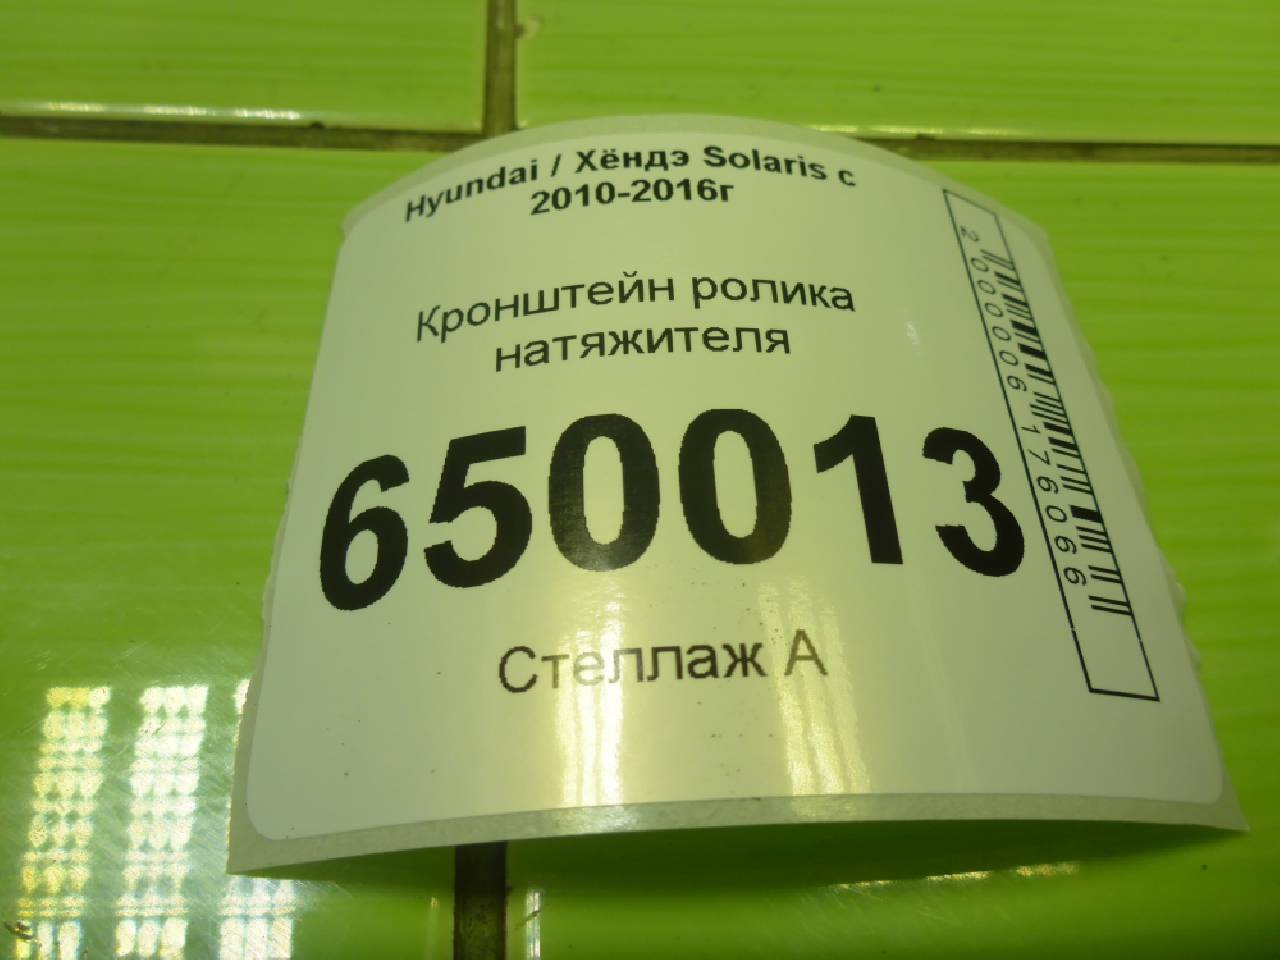 Hyundai / Хёндэ Solaris с
2010-2016г
Кронштейн ролика
натяжителя
650013
Стеллаж А
2000006176066